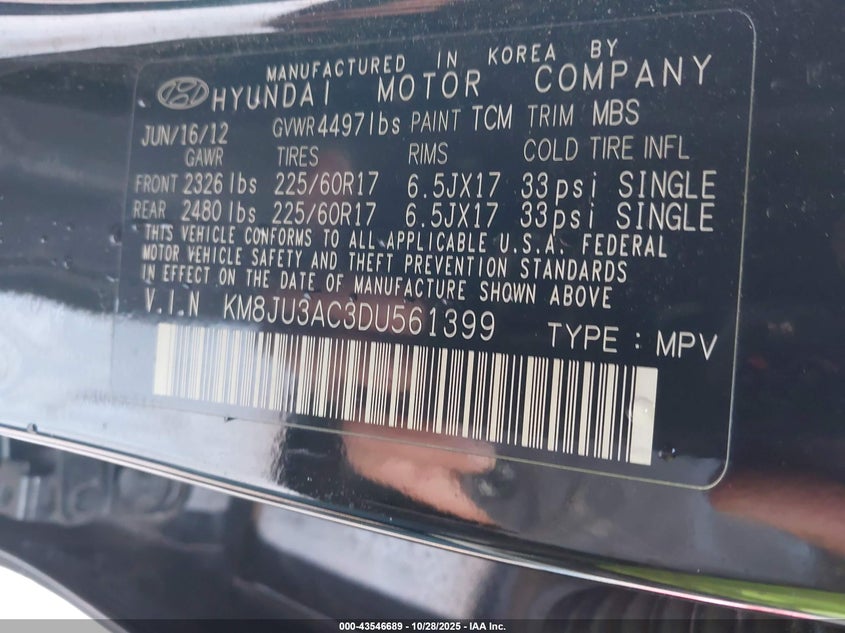 MANUFACTURED IN KOREA BY
HYUNDAI MOTOR COMPANY
JUN/16/12 GVWR 4497lbs PAINT TCM TRIM MBS
GAWR TIRES RIMS COLD TIRE INFL
FRONT 2326 lbs 225/60R17 6.5JX17 33psi SINGLE
REAR 2480 lbs 225/60R17 6.5JX17 33psi SINGLE
THIS VEHICLE CONFORMS TO ALL APPLICABLE U.S.A. FEDERAL
MOTOR VEHICLE SAFETY AND THEFT PREVENTION STANDARDS
IN EFFECT ON THE DATE OF MANUFACTURE SHOWN ABOVE
V.I.N KM8JU3AC3DU561399 TYPE : MPV
000-43546689 | 10/28/2025 - IAA Inc.